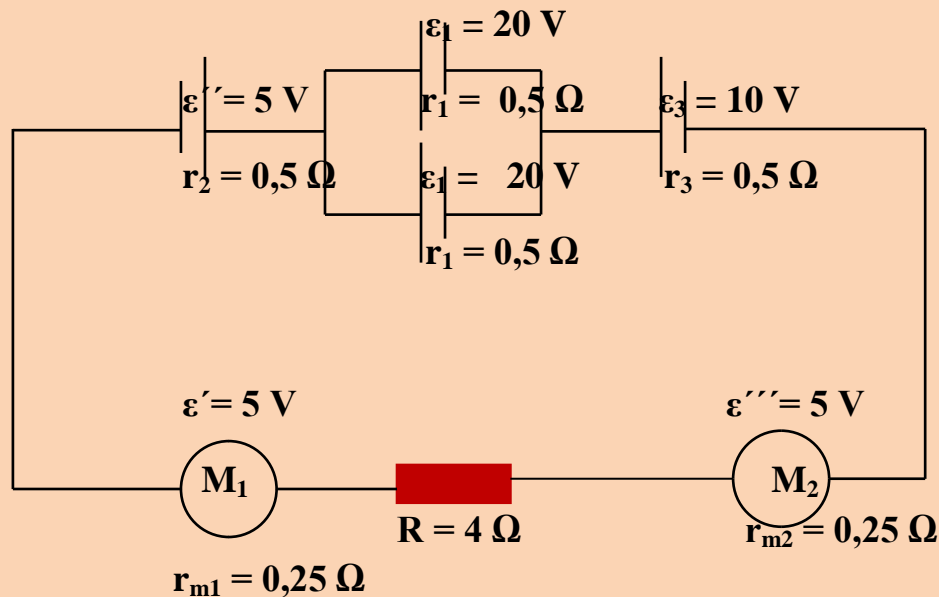 ε₁ = 20 V
ε´´= 5 V
r₁ = 0,5 Ω
ε₃ = 10 V
r₂ = 0,5 Ω
ε₁ = 20 V
r₃ = 0,5 Ω
r₁ = 0,5 Ω
ε´= 5 V
ε´´´= 5 V
M₁
M₂
R = 4 Ω
rₘ₂ = 0,25 Ω
rₘ₁ = 0,25 Ω